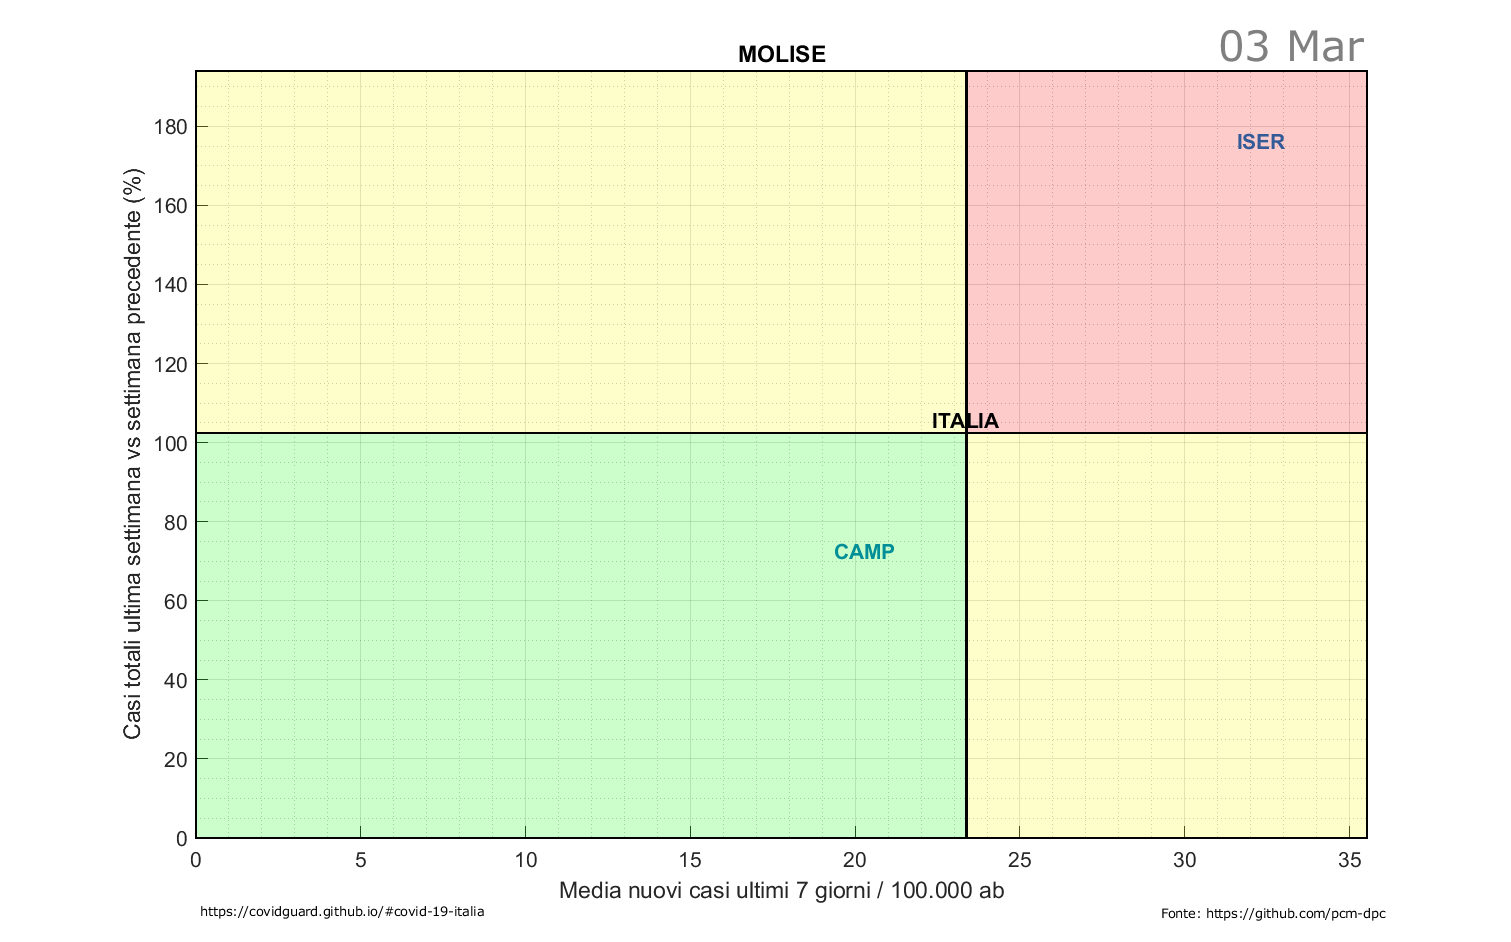 03 Mar
MOLISE
Casi totali ultima settimana vs settimana precedente (%)
180
160
140
120
100
80
60
40
20
0
ISER
ITALIA
CAMP
0 5 10 15 20 25 30 35
Media nuovi casi ultimi 7 giorni / 100.000 ab
https://covidguard.github.io/#covid-19-italia
Fonte: https://github.com/pcm-dpc